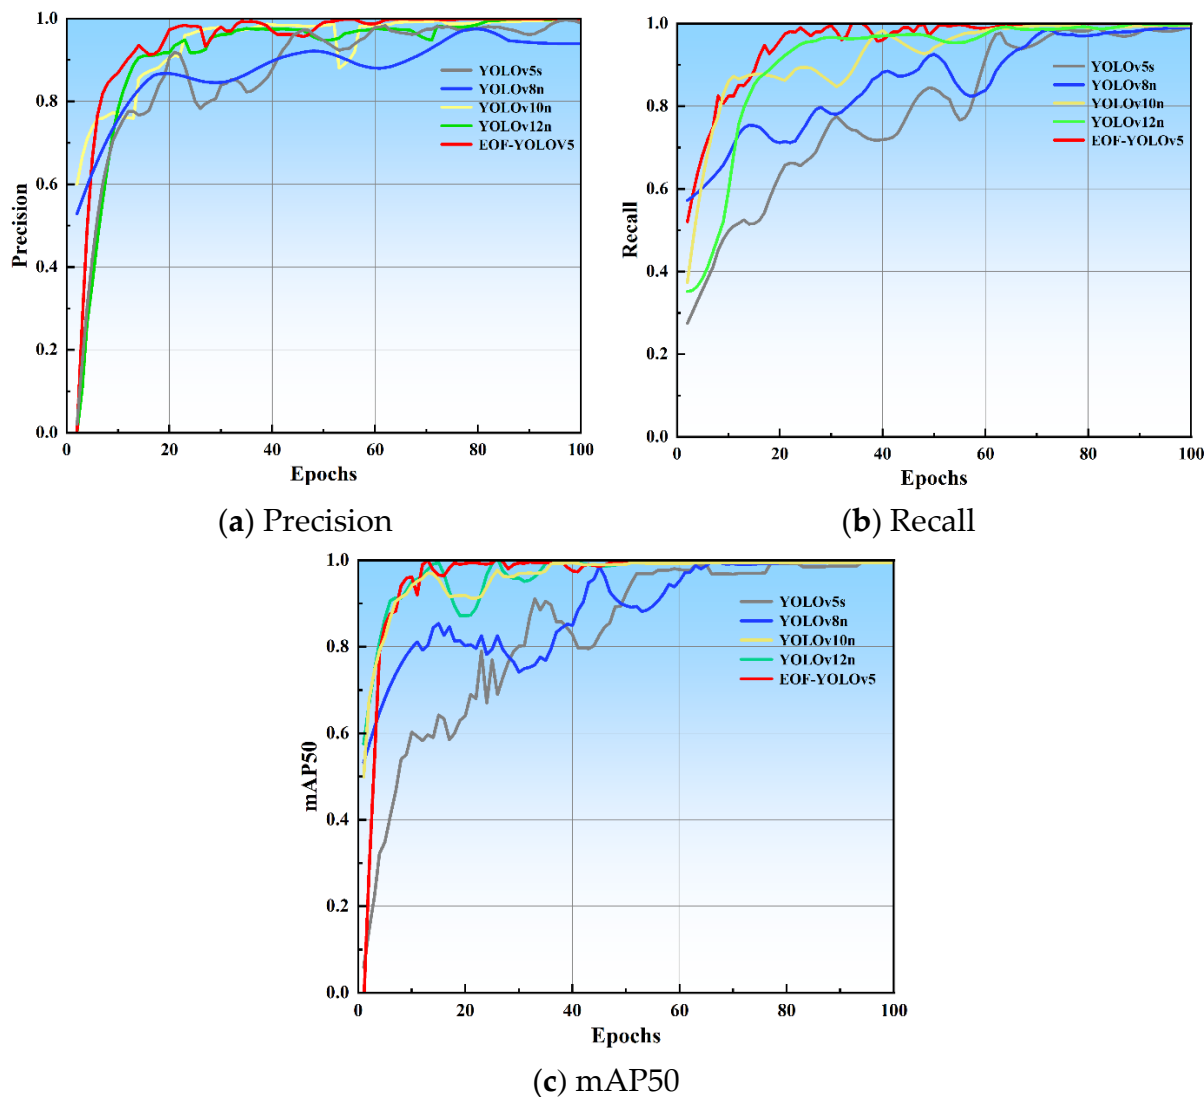 1.0
0.8
0.6
0.4
0.2
0.0
Precision
0
20
40
60
80
100
Epochs
YOLOv5s
YOLOv8n
YOLOv10n
YOLOv12n
EOF-YOLOV5
(a) Precision
1.0
0.8
0.6
0.4
0.2
0.0
Recall
0
20
40
60
80
100
Epochs
YOLOv5s
YOLOv8n
YOLOv10n
YOLOv12n
EOF-YOLOv5
(b) Recall
1.0
0.8
0.6
0.4
0.2
0.0
mAP50
0
20
40
60
80
100
Epochs
YOLOv5s
YOLOv8n
YOLOv10n
YOLOv12n
EOF-YOLOv5
(c) mAP50